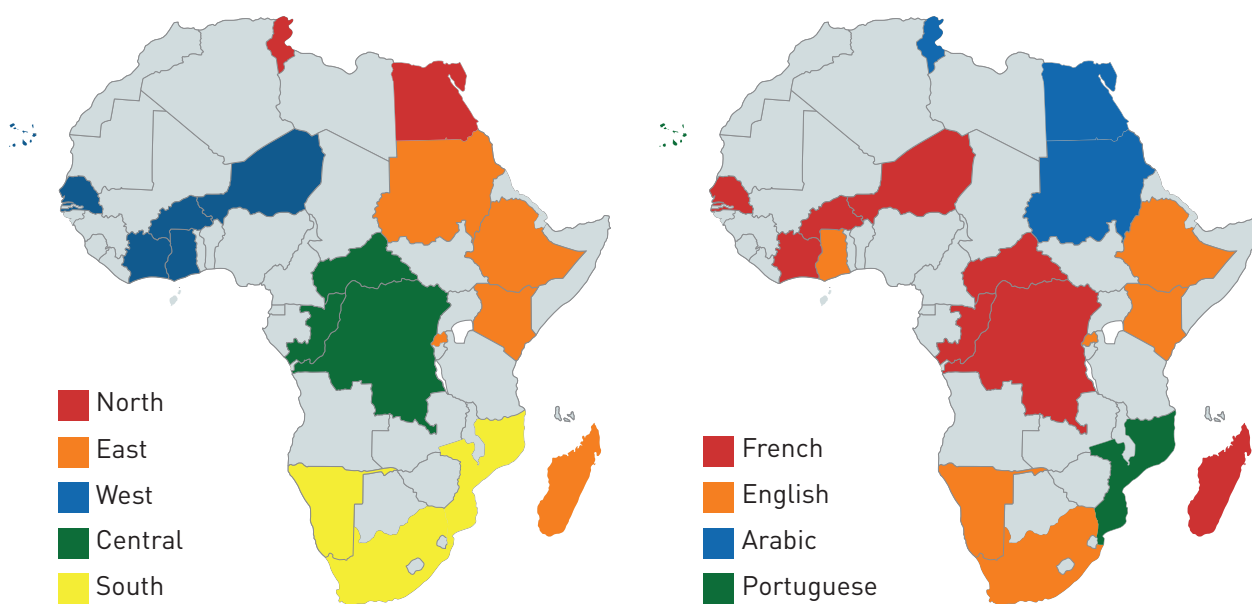 North
East
West
Central
South
French
English
Arabic
Portuguese